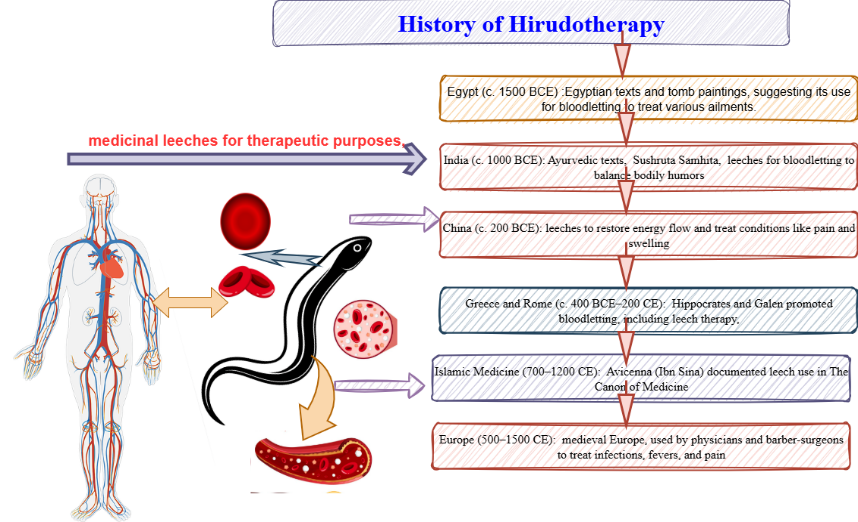 History of Hirudotherapy
Egypt (c. 1500 BCE) :Egyptian texts and tomb paintings, suggesting its use
for bloodletting to treat various ailments.
medicinal leeches for therapeutic purposes.
India (c. 1000 BCE): Ayurvedic texts, Sushruta Samhita, leeches for bloodletting to
balance bodily humors
China (c. 200 BCE): leeches to restore energy flow and treat conditions like pain and
swelling
Greece and Rome (c. 400 BCE–200 CE): Hippocrates and Galen promoted
bloodletting, including leech therapy,
Islamic Medicine (700–1200 CE): Avicenna (Ibn Sina) documented leech use in The
Canon of Medicine
Europe (500–1500 CE): medieval Europe, used by physicians and barber-surgeons
to treat infections, fevers, and pain